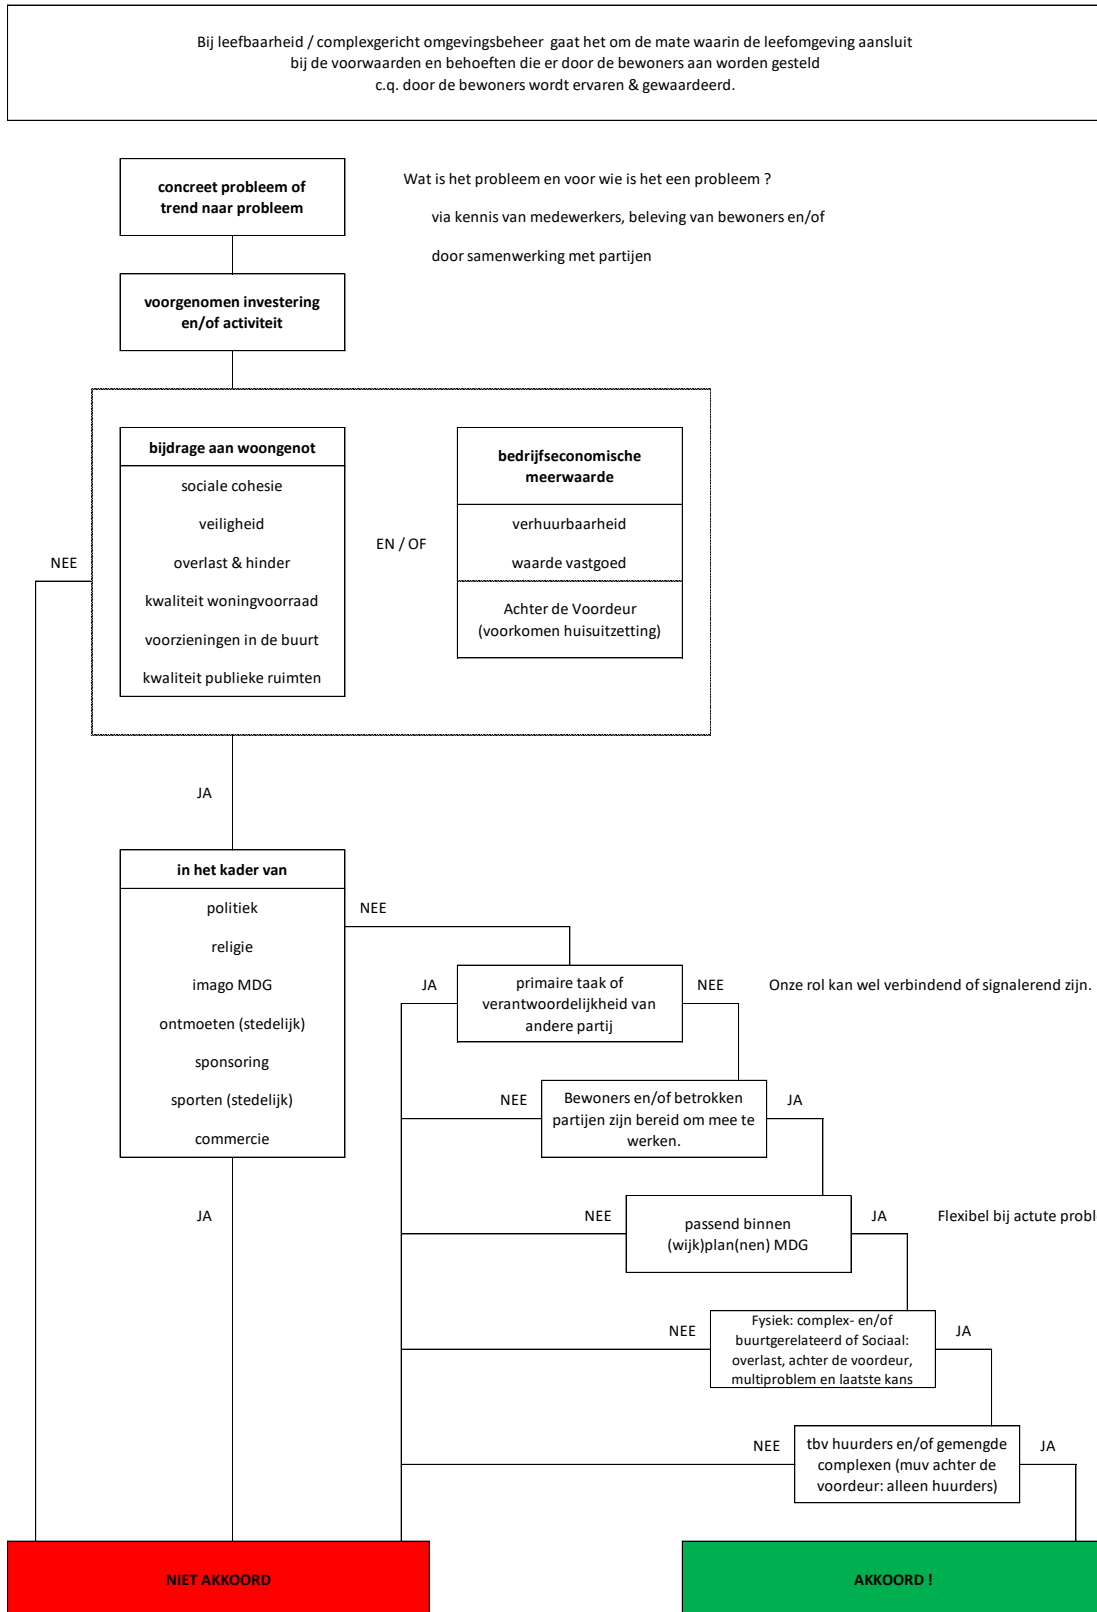 Bij leefbaarheid / complexgericht omgevingsbeheer  gaat het om de mate waarin de leefomgeving aansluit
bij de voorwaarden en behoeften die er door de bewoners aan worden gesteld
c.q. door de bewoners wordt ervaren & gewaardeerd.
concreet probleem of
trend naar probleem
Wat is het probleem en voor wie is het een probleem ?
via kennis van medewerkers, beleving van bewoners en/of
door samenwerking met partijen
voorgenomen investering
en/of activiteit
bijdrage aan woongenot
sociale cohesie
veiligheid
overlast & hinder
kwaliteit woningvoorraad
voorzieningen in de buurt
kwaliteit publieke ruimten
EN / OF
bedrijfseconomische
meerwaarde
verhuurbaarheid
waarde vastgoed
Achter de Voordeur
(voorkomen huisuitzetting)
NEE
JA
in het kader van
politiek
religie
imago MDG
ontmoeten (stedelijk)
sponsoring
sporten (stedelijk)
commercie
NEE
JA
JA
primaire taak of
verantwoordelijkheid van
andere partij
NEE
Onze rol kan wel verbindend of signalerend zijn.
NEE
Bewoners en/of betrokken
partijen zijn bereid om mee te
werken.
JA
NEE
passend binnen
(wijk)plan(nen) MDG
JA
Flexibel bij actute probl
NEE
Fysiek: complex- en/of
buurtgerelateerd of Sociaal:
overlast, achter de voordeur,
multiproblem en laatste kans
JA
NEE
tbv huurders en/of gemengde
complexen (muv achter de
voordeur: alleen huurders)
JA
NIET AKKOORD
AKKOORD !